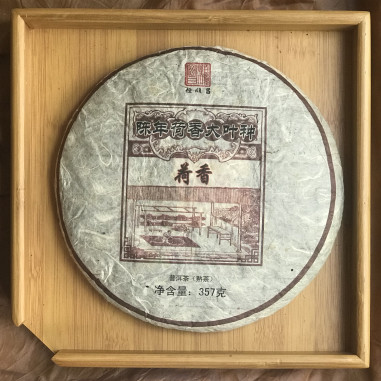 陈年荷香大叶种
荷香
普洱茶（熟茶）
净含量：357克